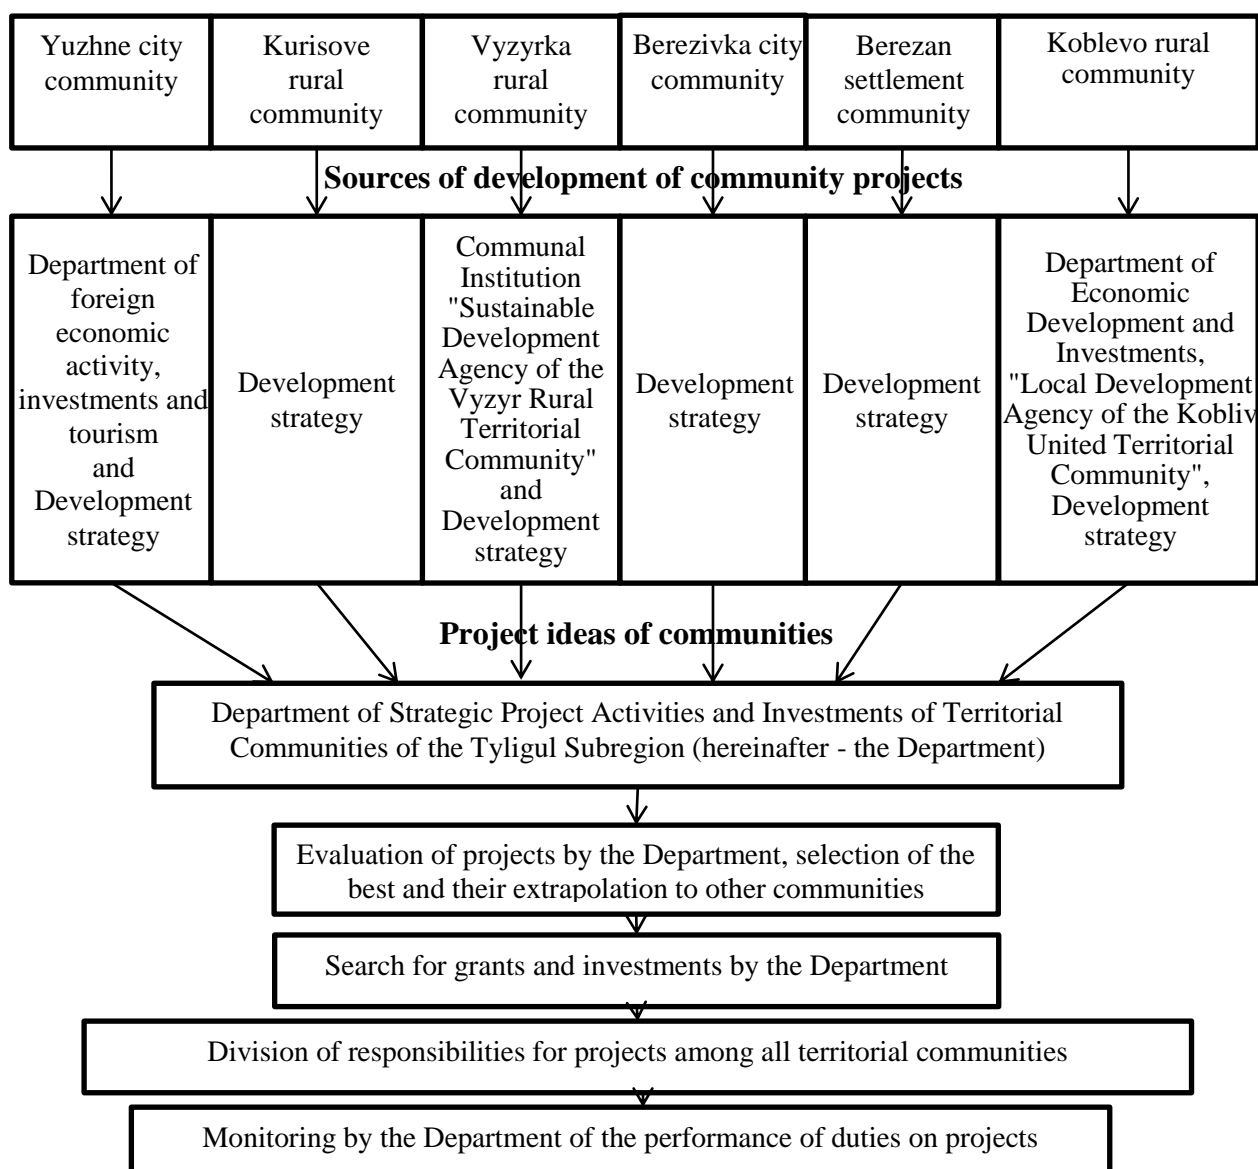 Yuzhne city
community
Kurisove
rural
community
Vyzyrka
rural
community
Berezivka city
community
Berezan
settlement
community
Koblevo rural
community
Sources of development of community projects
Department of
foreign
economic
activity,
investments and
tourism
and
Development
strategy
Development
strategy
Communal
Institution
"Sustainable
Development
Agency of the
Vyzyr Rural
Territorial
Community"
and
Development
strategy
Development
strategy
Development
strategy
Department of
Economic
Development and
Investments,
"Local Development
Agency of the Kobliv
United Territorial
Community",
Development
strategy
Project ideas of communities
Department of Strategic Project Activities and Investments of Territorial
Communities of the Tyligul Subregion (hereinafter - the Department)
Evaluation of projects by the Department, selection of the
best and their extrapolation to other communities
Search for grants and investments by the Department
Division of responsibilities for projects among all territorial communities
Monitoring by the Department of the performance of duties on projects